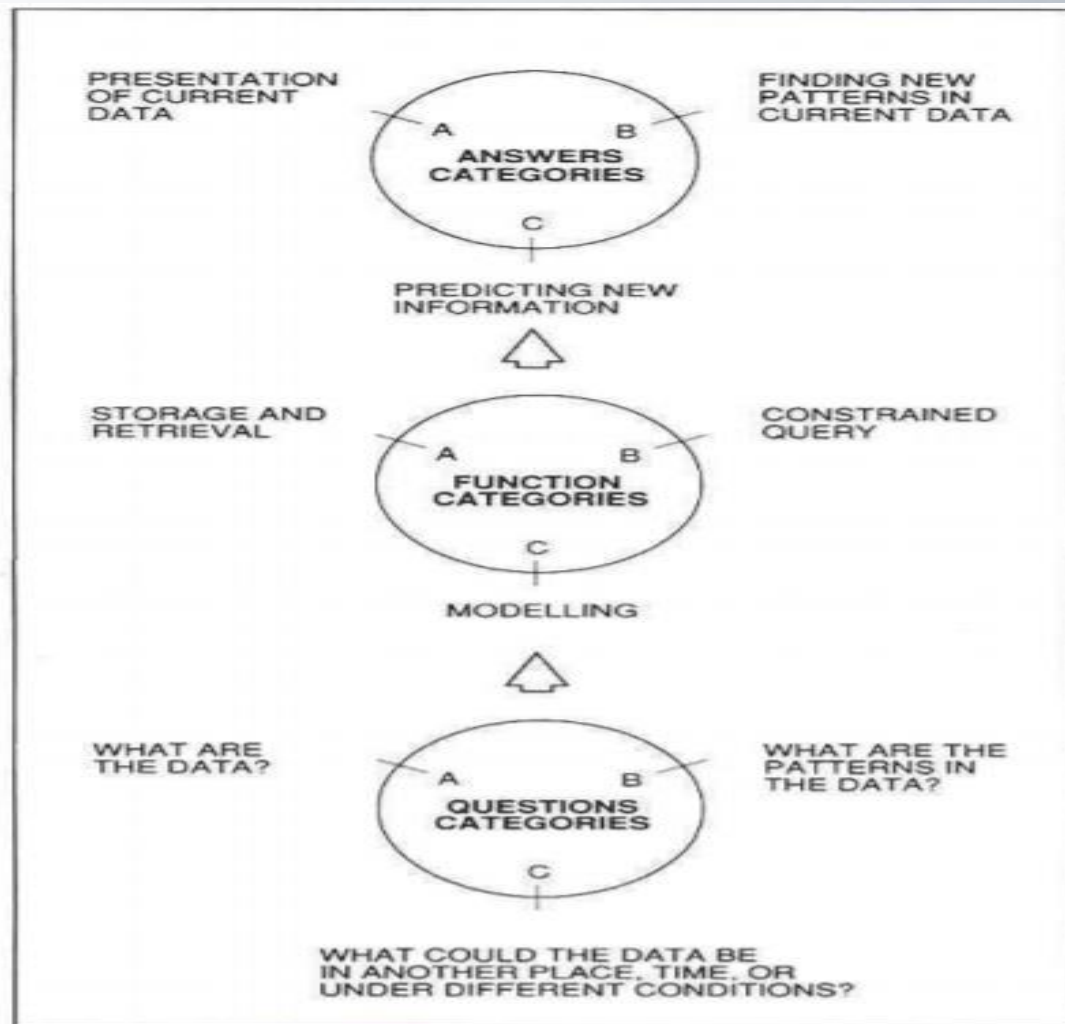 PRESENTATION
OF CURRENT
DATA
FINDING NEW
PATTERNS IN
CURRENT DATA
A
B
ANSWERS
CATEGORIES
C
PREDICTING NEW
INFORMATION
STORAGE AND
RETRIEVAL
CONSTRAINED
QUERY
A
B
FUNCTION
CATEGORIES
C
MODELLING
WHAT ARE
THE DATA?
WHAT ARE THE
PATTERNS IN
THE DATA?
A
B
QUESTIONS
CATEGORIES
C
WHAT COULD THE DATA BE
IN ANOTHER PLACE, TIME, OR
UNDER DIFFERENT CONDITIONS?